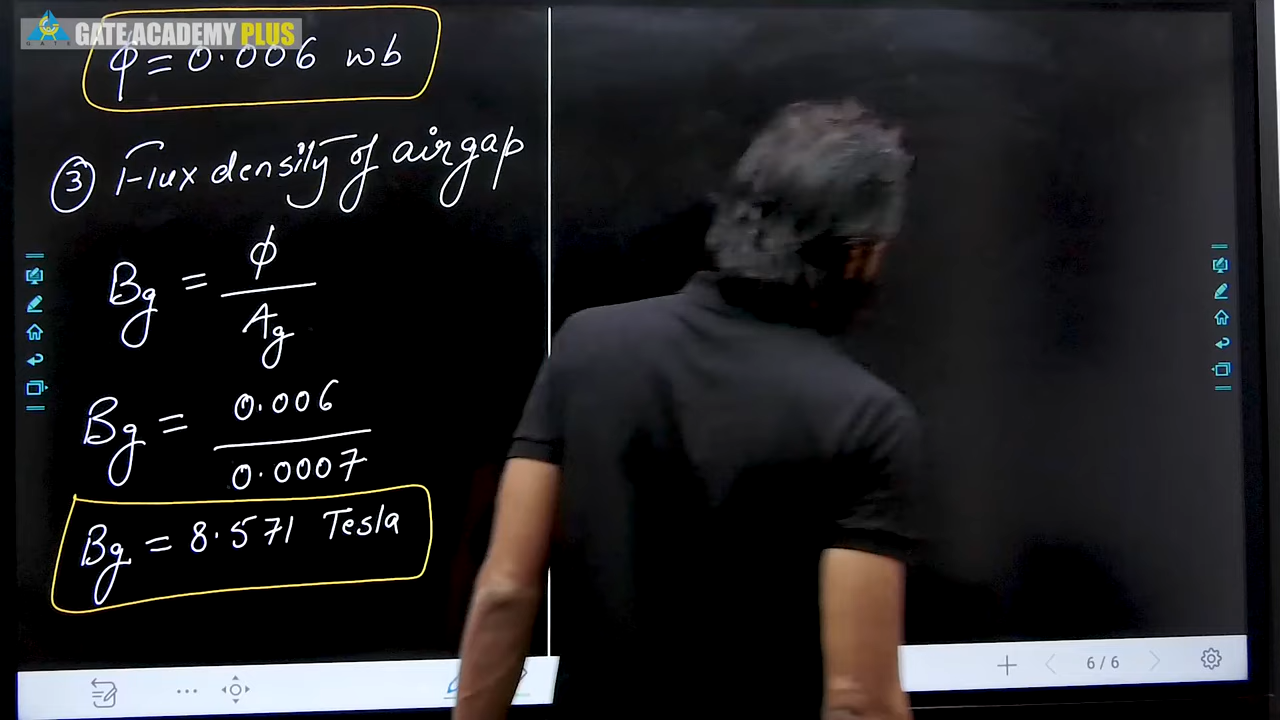 GATE ACADEMY PLUS
GATE
φ = 0.006 wb
③ Flux density of airgap
Bg = φ / Ag
Bg = 0.006 / 0.0007
Bg = 8.571 Tesla
6/6